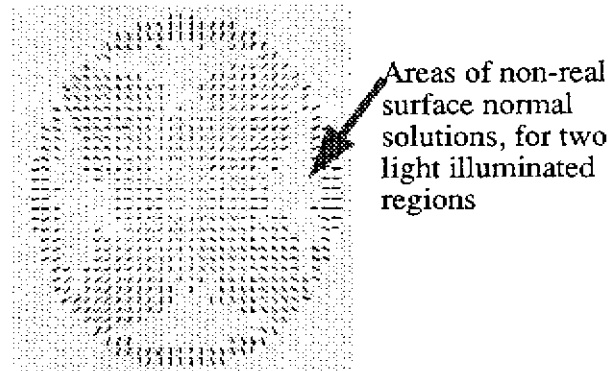 Areas of non-real
surface normal
solutions, for two
light illuminated
regions